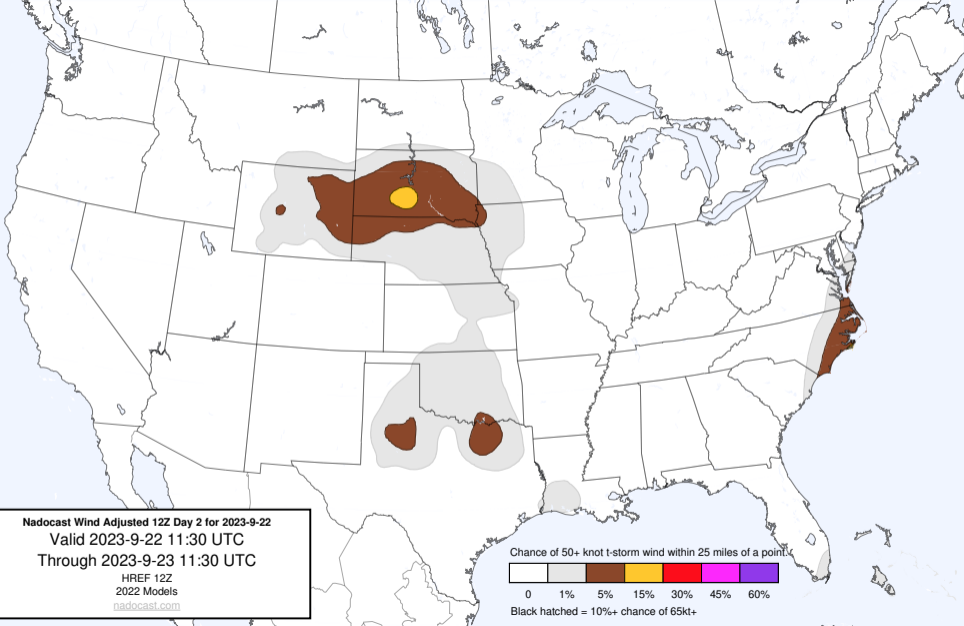 Nadocast Wind Adjusted 12Z Day 2 for 2023-9-22
Valid 2023-9-22 11:30 UTC
Through 2023-9-23 11:30 UTC
HREF 12Z
2022 Models
nadocast.com
Chance of 50+ knot t-storm wind within 25 miles of a point.
0 1% 5% 15% 30% 45% 60%
Black hatched = 10%+ chance of 65kt+